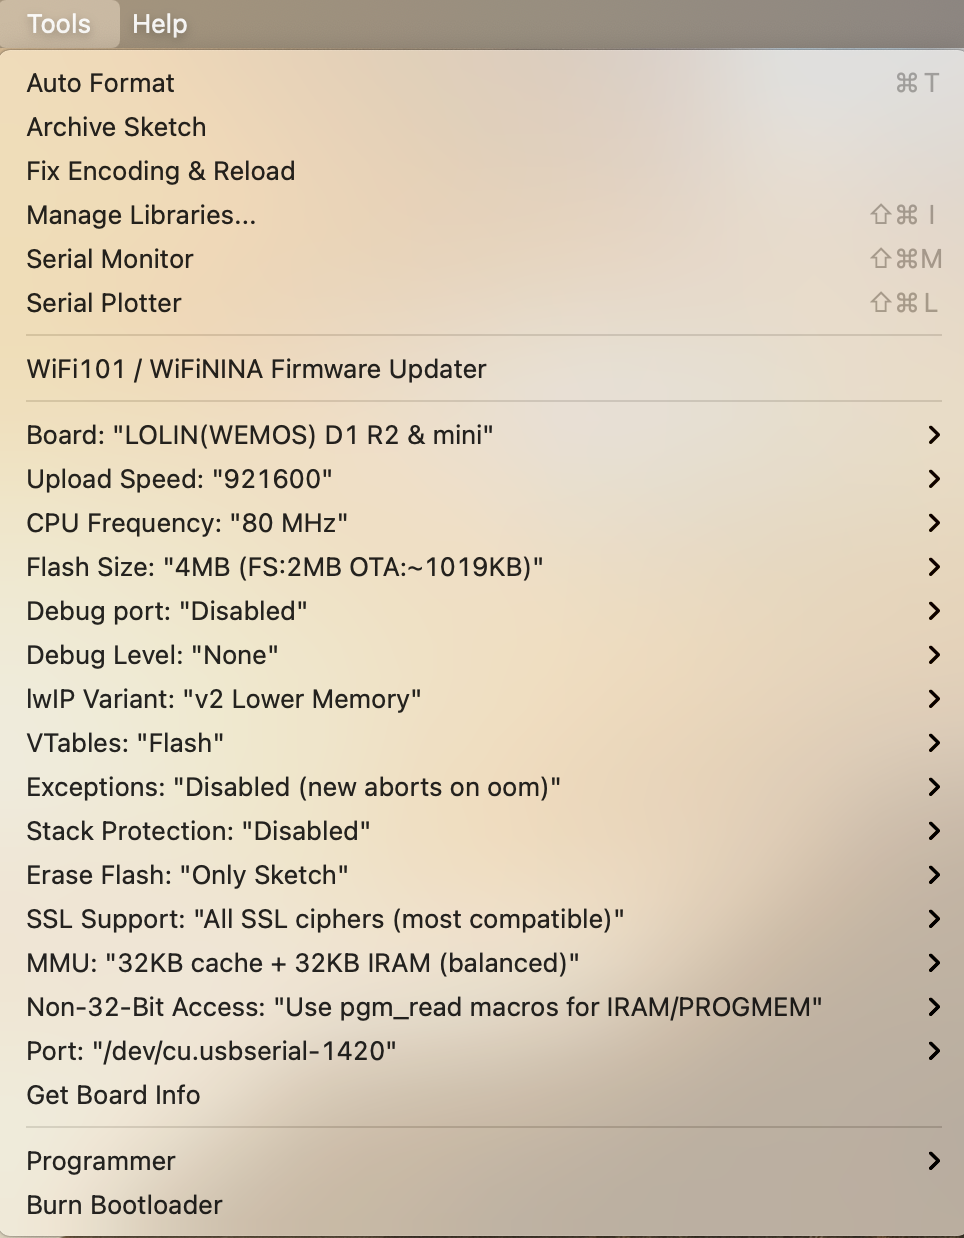 Tools Help
Auto Format ⌘ T
Archive Sketch
Fix Encoding & Reload
Manage Libraries... ⇧⌘ I
Serial Monitor ⇧⌘M
Serial Plotter ⇧⌘ L
WiFi101 / WiFiNINA Firmware Updater
Board: "LOLIN(WEMOS) D1 R2 & mini"
Upload Speed: "921600"
CPU Frequency: "80 MHz"
Flash Size: "4MB (FS:2MB OTA:~1019KB)"
Debug port: "Disabled"
Debug Level: "None"
lwIP Variant: "v2 Lower Memory"
VTables: "Flash"
Exceptions: "Disabled (new aborts on oom)"
Stack Protection: "Disabled"
Erase Flash: "Only Sketch"
SSL Support: "All SSL ciphers (most compatible)"
MMU: "32KB cache + 32KB IRAM (balanced)"
Non-32-Bit Access: "Use pgm_read macros for IRAM/PROGMEM"
Port: "/dev/cu.usbserial-1420"
Get Board Info
Programmer
Burn Bootloader